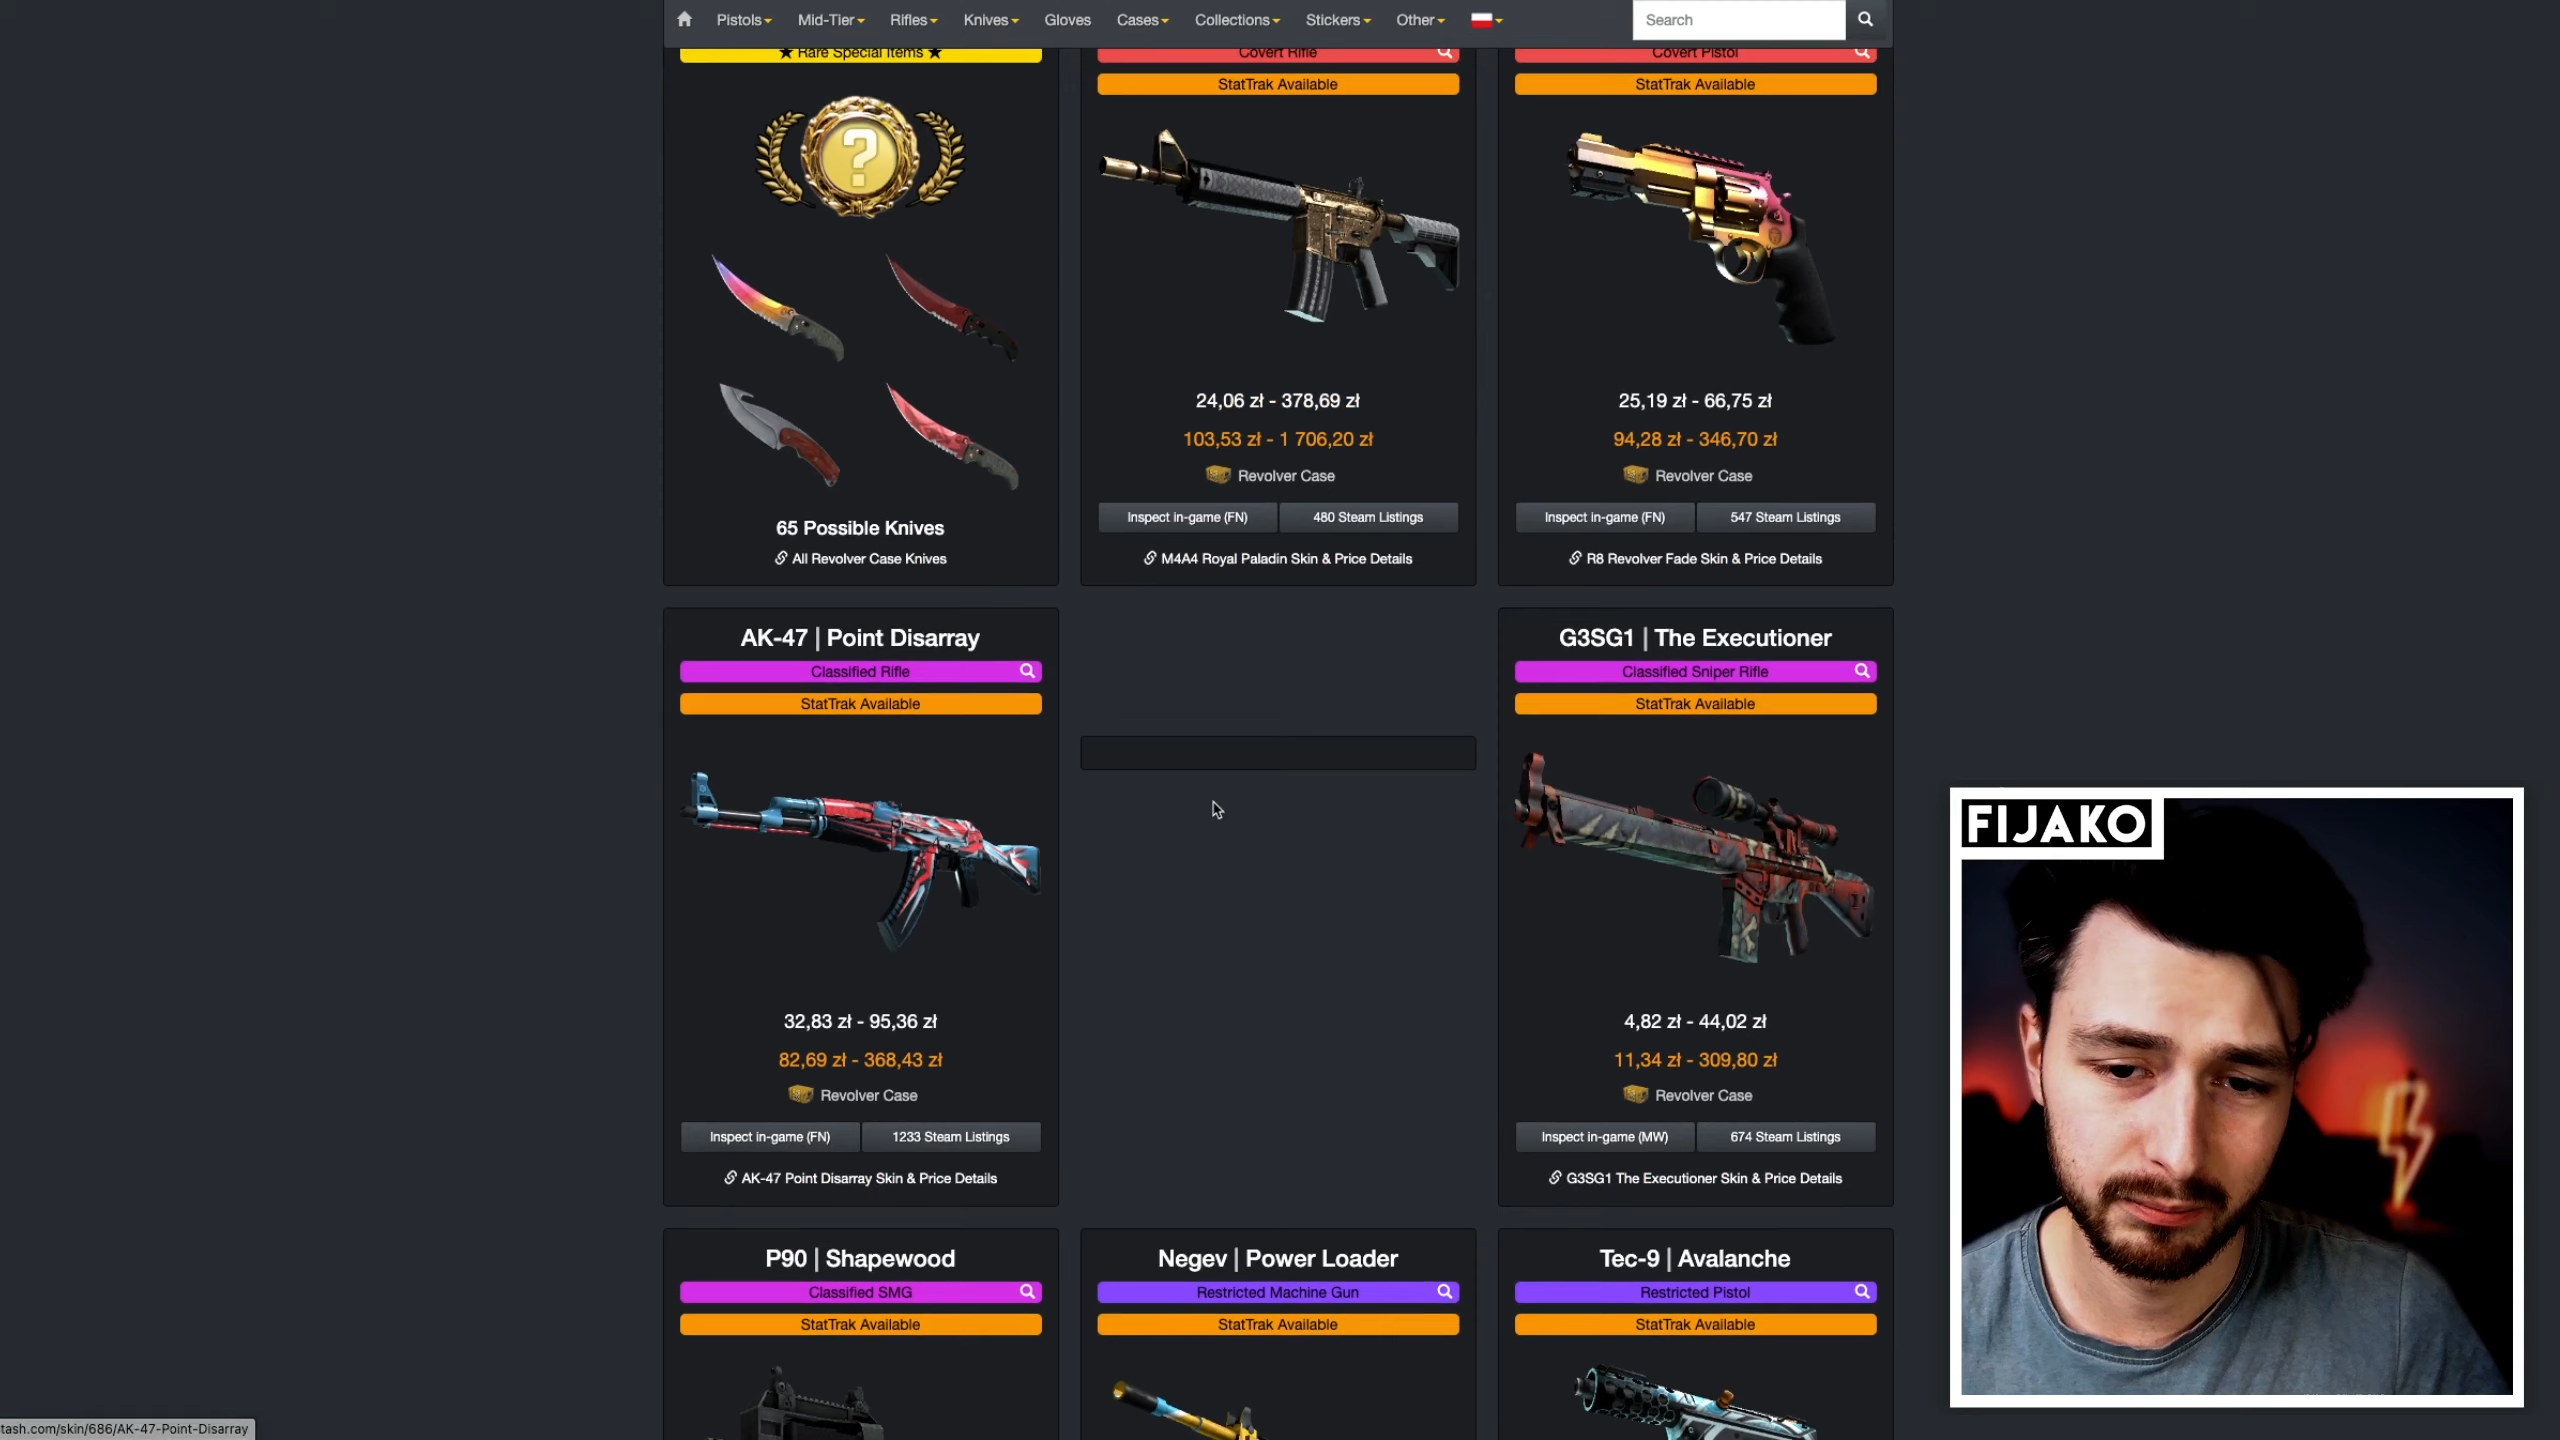 Pistols Mid-Tier Rifles Knives Gloves Cases Collections Stickers Other Search
★ Rare Special Items ★
65 Possible Knives
All Revolver Case Knives
Covert Rifle
StatTrak Available
24,06 zł - 378,69 zł
103,53 zł - 1 706,20 zł
Revolver Case
Inspect in-game (FN) 480 Steam Listings
M4A4 Royal Paladin Skin & Price Details
Covert Pistol
StatTrak Available
25,19 zł - 66,75 zł
94,28 zł - 346,70 zł
Revolver Case
Inspect in-game (FN) 547 Steam Listings
R8 Revolver Fade Skin & Price Details
AK-47 | Point Disarray
Classified Rifle
StatTrak Available
32,83 zł - 95,36 zł
82,69 zł - 368,43 zł
Revolver Case
Inspect in-game (FN) 1233 Steam Listings
AK-47 Point Disarray Skin & Price Details
G3SG1 | The Executioner
Classified Sniper Rifle
StatTrak Available
4,82 zł - 44,02 zł
11,34 zł - 309,80 zł
Revolver Case
Inspect in-game (MW) 674 Steam Listings
G3SG1 The Executioner Skin & Price Details
P90 | Shapewood
Classified SMG
StatTrak Available
Negev | Power Loader
Restricted Machine Gun
StatTrak Available
Tec-9 | Avalanche
Restricted Pistol
StatTrak Available
FIJAKO
tash.com/skin/686/AK-47-Point-Disarray